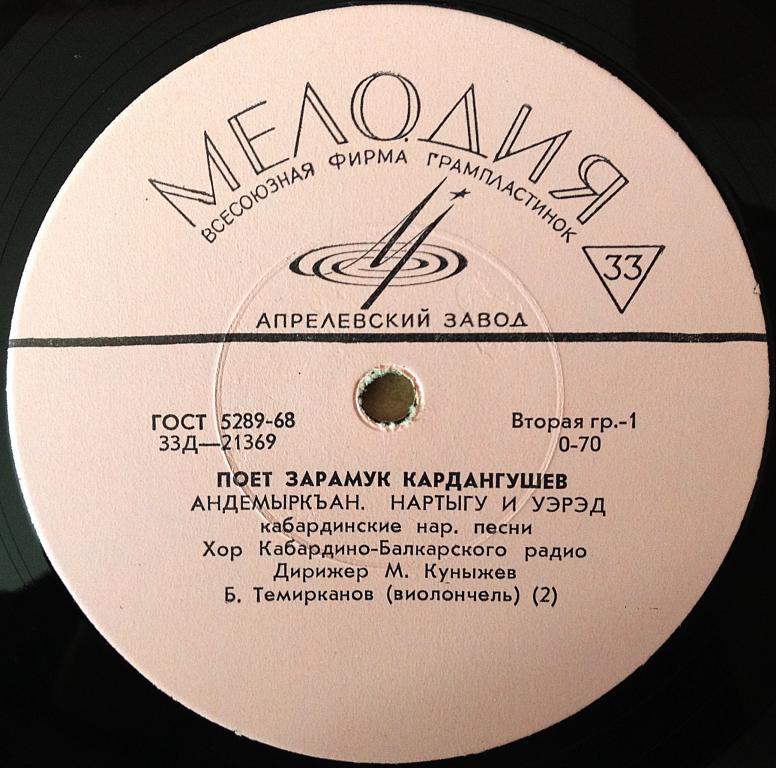 МЕЛОДИЯ
ВСЕСОЮЗНАЯ ФИРМА ГРАМПЛАСТИНОК
33
АПРЕЛЕВСКИЙ ЗАВОД
ГОСТ 5289-68 Вторая гр.-1
33Д—21369 0-70
ПОЕТ ЗАРАМУК КАРДАНГУШЕВ
АНДЕМЫРКЪАН. НАРТЫГУ И УЭРЭД
кабардинские нар. песни
Хор Кабардино-Балкарского радио
Дирижер М. Куныжев
Б. Темирканов (виолончель) (2)